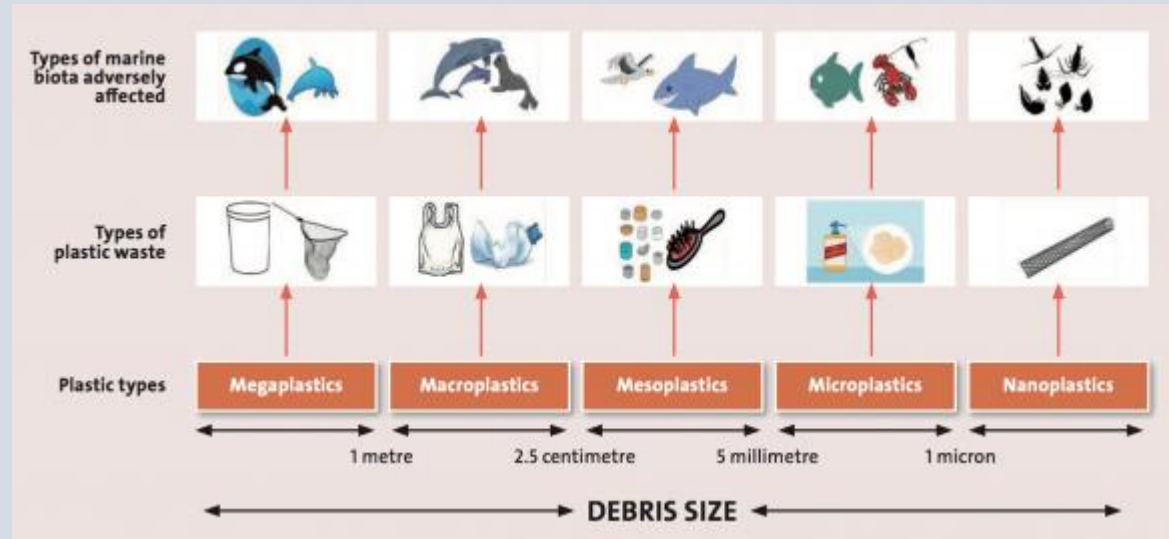 Types of marine
biota adversely
affected
Types of
plastic waste
Plastic types
Megaplastics
Macroplastics
Mesoplastics
Microplastics
Nanoplastics
1 metre
2.5 centimetre
5 millimetre
1 micron
DEBRIS SIZE